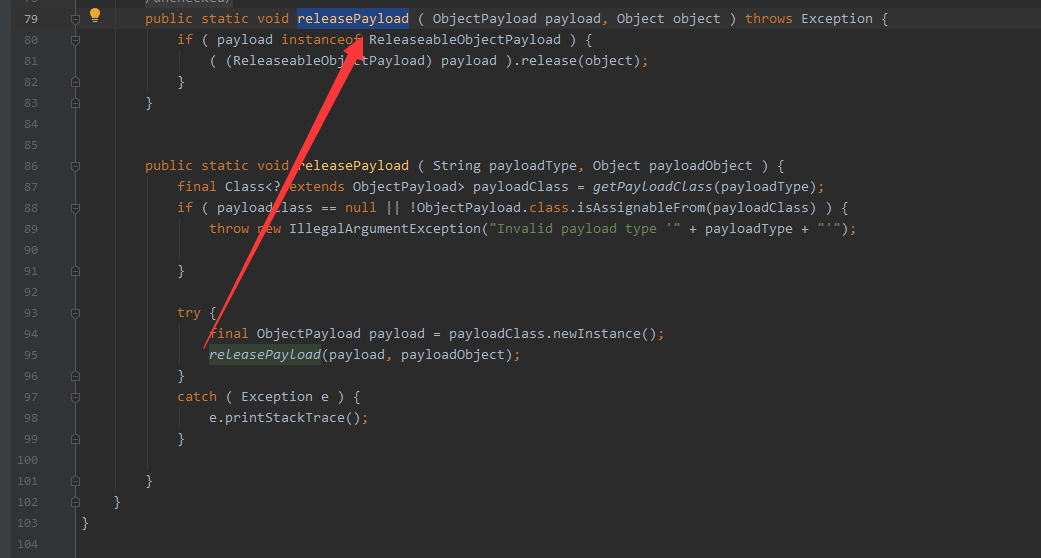 79 public static void releasePayload ( ObjectPayload payload, Object object ) throws Exception {
80 if ( payload instanceof ReleaseableObjectPayload ) {
81 ( (ReleaseableObjectPayload) payload ).release(object);
82 }
83 }
84
85
86 public static void releasePayload ( String payloadType, Object payloadObject ) {
87 final Class<? extends ObjectPayload> payloadClass = getPayloadClass(payloadType);
88 if ( payloadClass == null || !ObjectPayload.class.isAssignableFrom(payloadClass) ) {
89 throw new IllegalArgumentException("Invalid payload type '" + payloadType + "'");
90
91 }
92
93 try {
94 final ObjectPayload payload = payloadClass.newInstance();
95 releasePayload(payload, payloadObject);
96 }
97 catch ( Exception e ) {
98 e.printStackTrace();
99 }
100
101 }
102 }
103 }
104